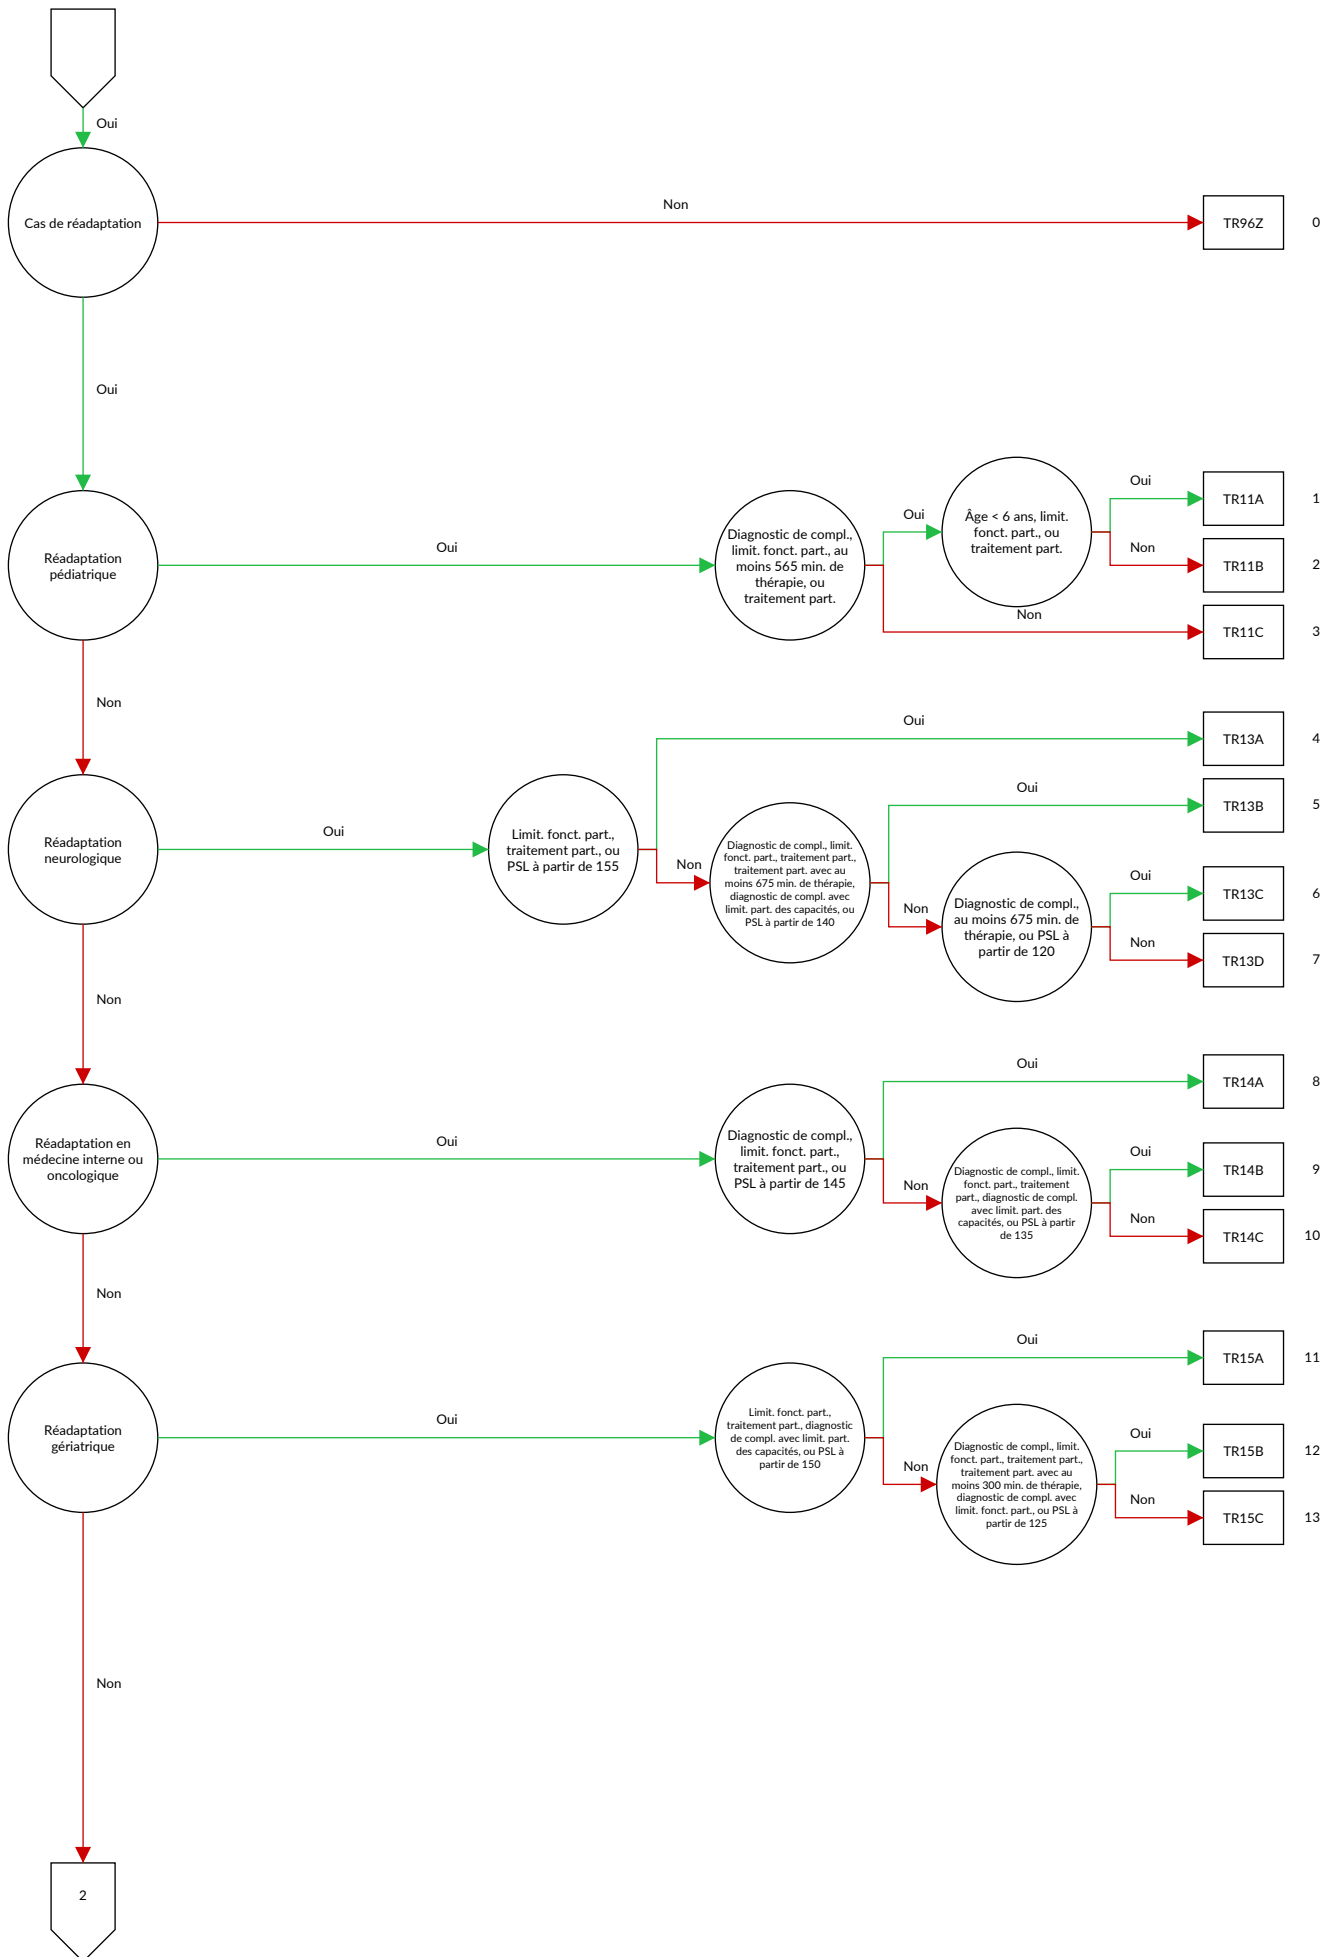 Oui
Cas de réadaptation
Non
TR96Z
0
Oui
Réadaptation
pédiatrique
Oui
Diagnostic de compl.,
limit. fonct. part., au
moins 565 min. de
thérapie, ou
traitement part.
Oui
Âge < 6 ans, limit.
fonct. part., ou
traitement part.
Oui
TR11A
1
Non
TR11B
2
Non
TR11C
3
Non
Réadaptation
neurologique
Oui
Limit. fonct. part.,
traitement part., ou
PSL à partir de 155
Oui
TR13A
4
Non
Diagnostic de compl., limit.
fonct. part., traitement part.,
traitement part. avec au
moins 675 min. de thérapie,
diagnostic de compl. avec
limit. part. des capacités, ou
PSL à partir de 140
Oui
TR13B
5
Non
Diagnostic de compl.,
au moins 675 min. de
thérapie, ou PSL à
partir de 120
Oui
TR13C
6
Non
TR13D
7
Non
Réadaptation en
médecine interne ou
oncologique
Oui
Diagnostic de compl.,
limit. fonct. part.,
traitement part., ou
PSL à partir de 145
Oui
TR14A
8
Non
Diagnostic de compl., limit.
fonct. part., traitement
part., diagnostic de compl.
avec limit. part. des
capacités, ou PSL à partir
de 135
Oui
TR14B
9
Non
TR14C
10
Non
Réadaptation
gériatrique
Oui
Limit. fonct. part.,
traitement part., diagnostic
de compl. avec limit. part.
des capacités, ou PSL à
partir de 150
Oui
TR15A
11
Non
Diagnostic de compl., limit.
fonct. part., traitement part.,
traitement part. avec au
moins 300 min. de thérapie,
diagnostic de compl. avec
limit. fonct. part., ou PSL à
partir de 125
Oui
TR15B
12
Non
TR15C
13
Non
2